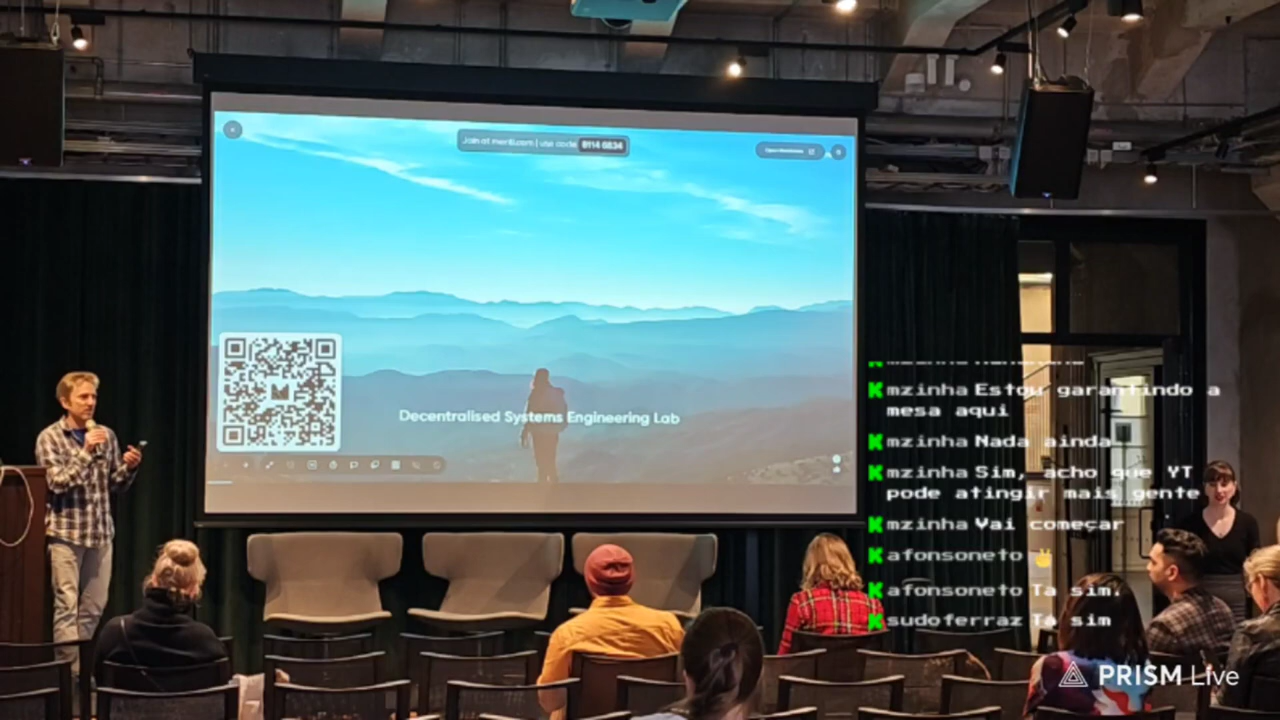 Join at menti.com | use code 8114 0834
Decentralised Systems Engineering Lab
mzinha Estou garantindo a
mesa aqui
mzinha Nada ainda
mzinha Sim, acho que YT
pode atingir mais gente
mzinha Vai começar
afonsoneto ✌
afonsoneto Ta sim.
sudoferraz Tá sim
PRISM Live